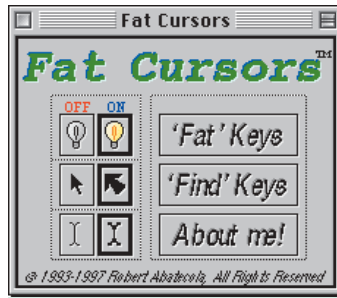 Fat Cursors
Fat Cursors™
OFF ON
'Fat' Keys
'Find' Keys
About me!
© 1993-1997 Robert Abatecola, All Rights Reserved